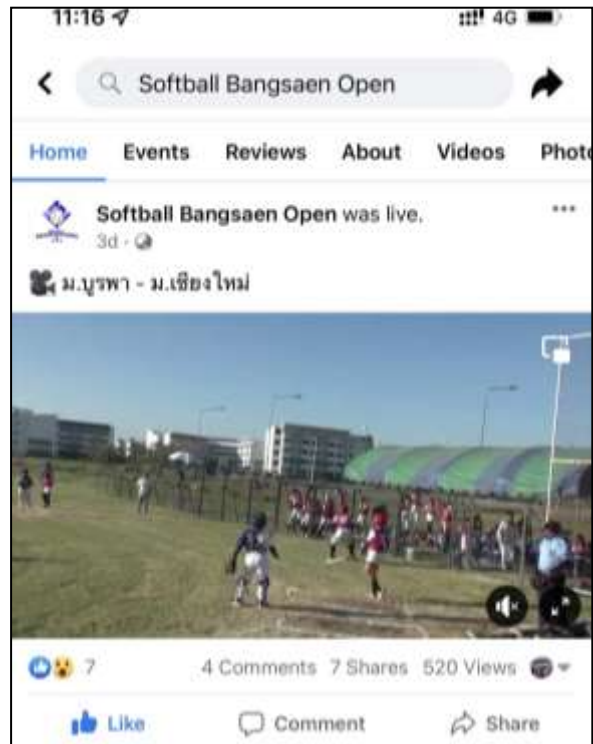 11:16 4G
Softball Bangsaen Open
Home Events Reviews About Videos Phot
Softball Bangsaen Open was live.
3d
ม.บูรพา - ม.เชียงใหม่
7 4 Comments 7 Shares 520 Views
Like Comment Share